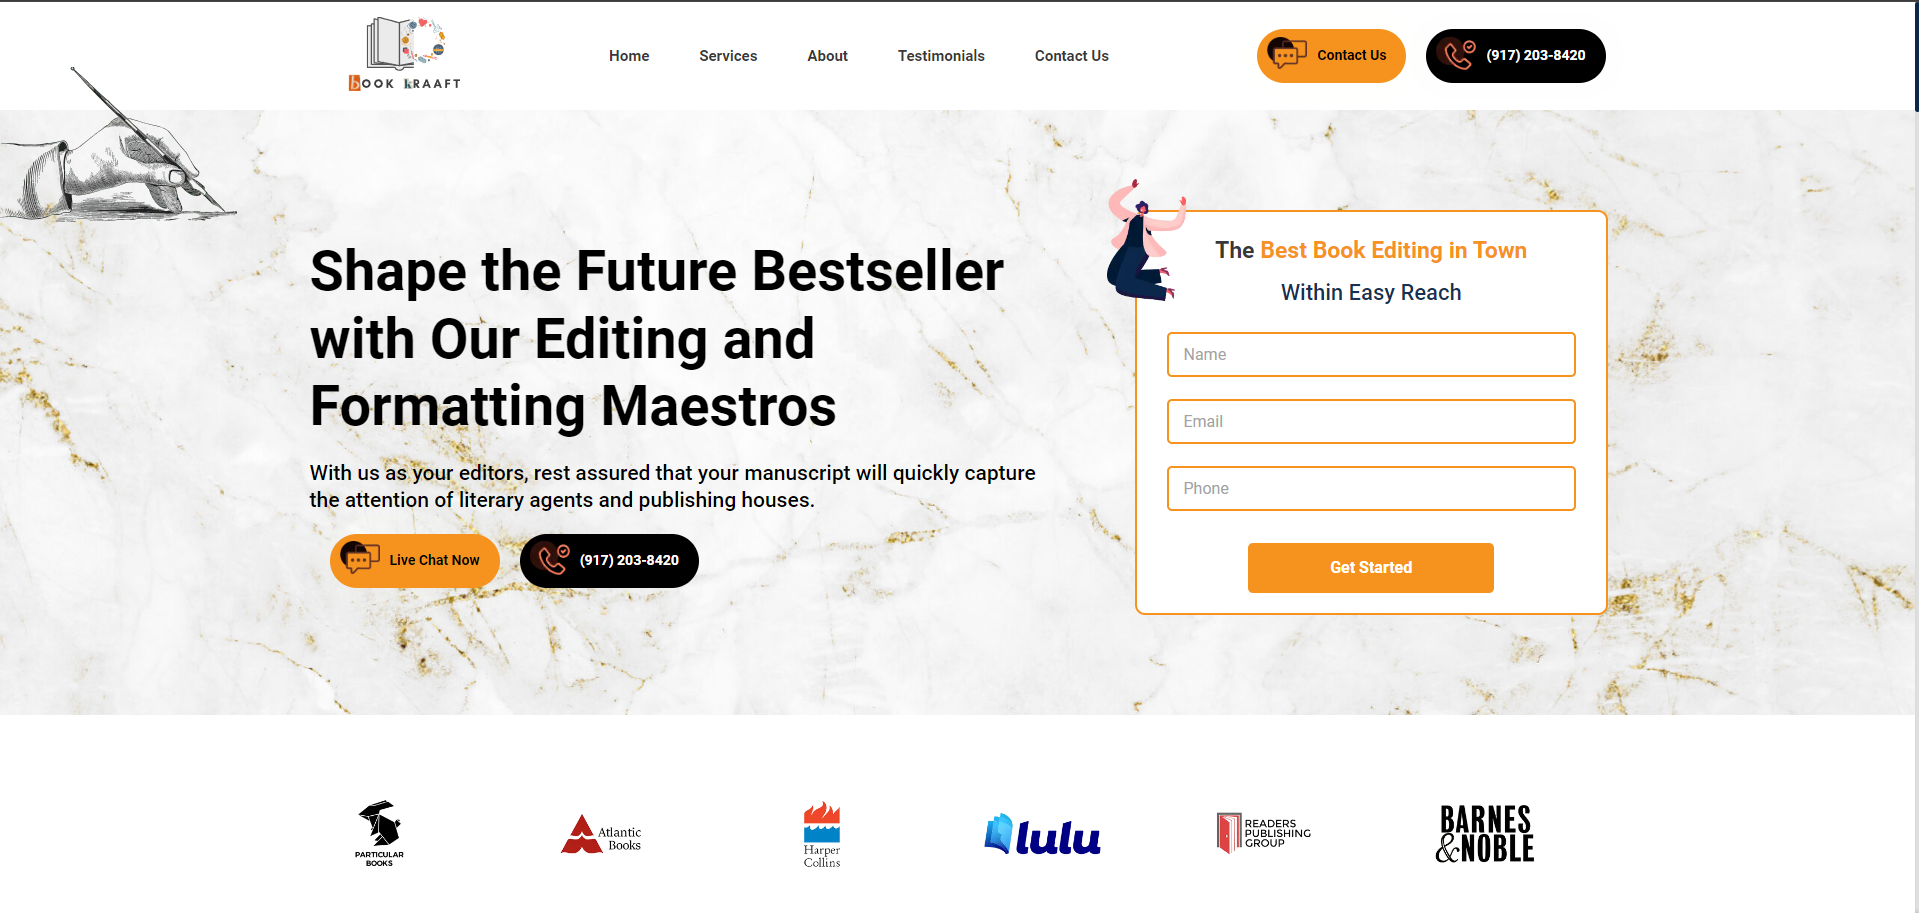 bOOK kRAAFT
Home
Services
About
Testimonials
Contact Us
Contact Us
(917) 203-8420
Shape the Future Bestseller
with Our Editing and
Formatting Maestros
With us as your editors, rest assured that your manuscript will quickly capture
the attention of literary agents and publishing houses.
Live Chat Now
(917) 203-8420
The Best Book Editing in Town
Within Easy Reach
Name
Email
Phone
Get Started
PARTICULAR
BOOKS
Atlantic
Books
Harper
Collins
lulu
READERS
PUBLISHING
GROUP
BARNES
&NOBLE